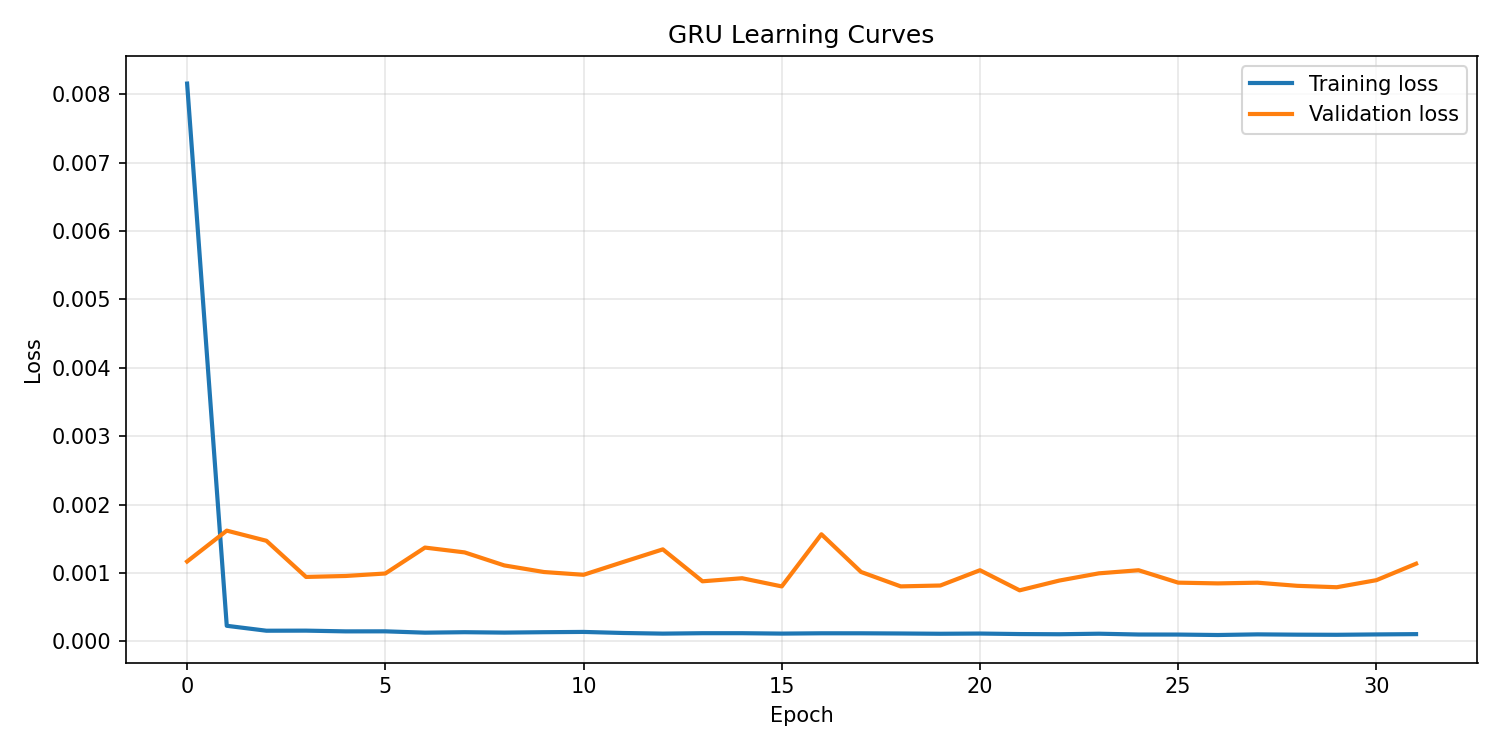 GRU Learning Curves
Training loss
Validation loss
0.008
0.007
0.006
0.005
0.004
0.003
0.002
0.001
0.000
Loss
0 5 10 15 20 25 30
Epoch